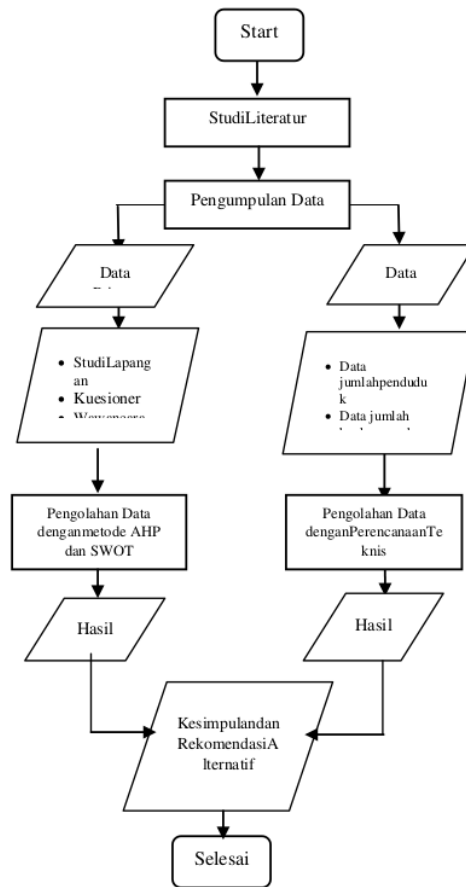 Start
StudiLiteratur
Pengumpulan Data
Data
Data
StudiLapang
an
Kuesioner
Data
jumlahpendudu
k
Data jumlah
Pengolahan Data
denganmetode AHP
dan SWOT
Pengolahan Data
denganPerencanaanTe
knis
Hasil
Hasil
Kesimpulandan
RekomendasiA
lternatif
Selesai